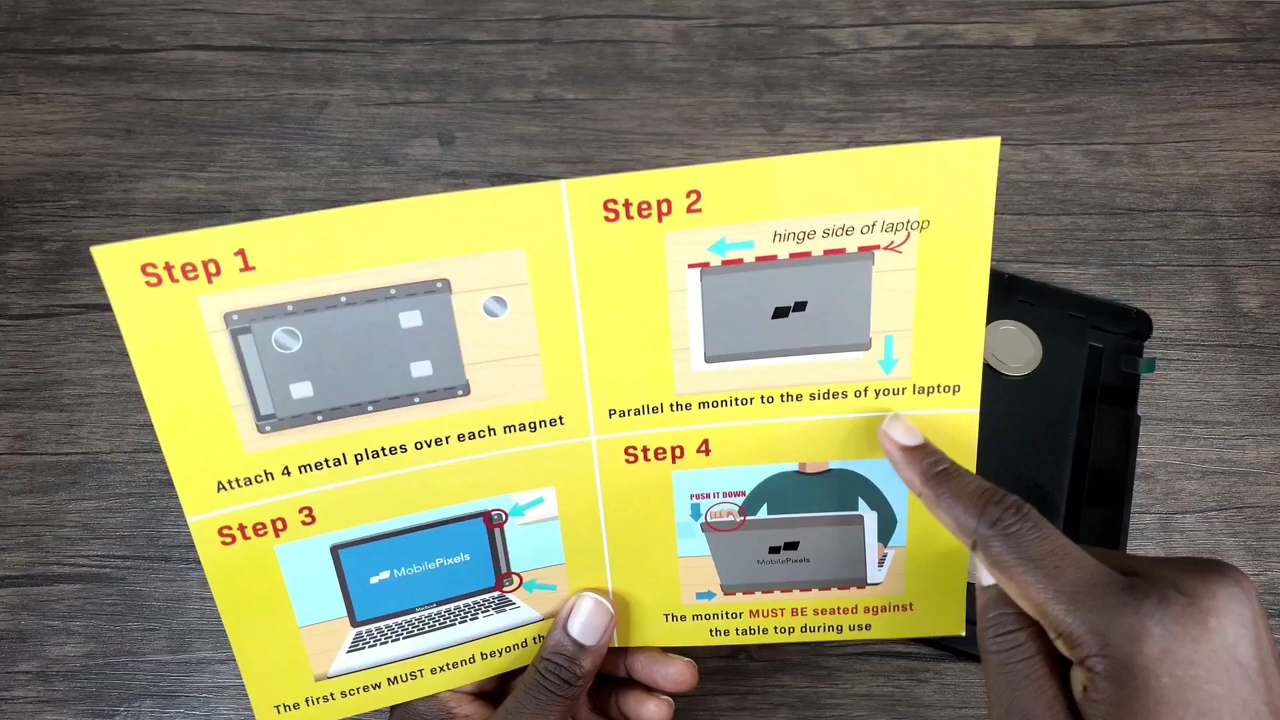 Step 1
Attach 4 metal plates over each magnet
Step 2
hinge side of laptop
Parallel the monitor to the sides of your laptop
Step 3
MobilePixels
Macbook
The first screw MUST extend beyond
Step 4
PUSH IT DOWN
MobilePixels
The monitor MUST BE seated against
the table top during use